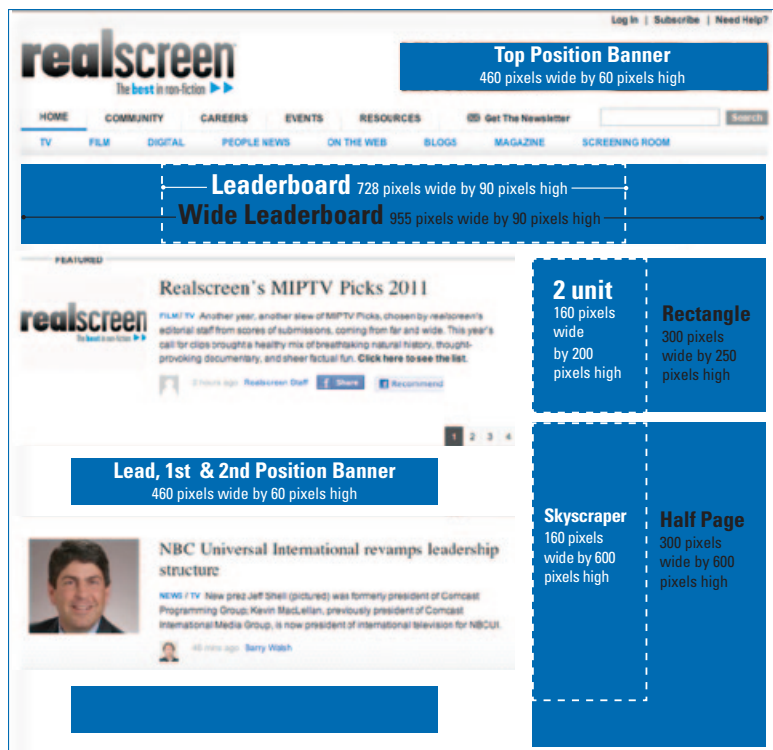 Log In | Subscribe | Need Help?
realscreen
The best in non-fiction
Top Position Banner
460 pixels wide by 60 pixels high
HOME COMMUNITY CAREERS EVENTS RESOURCES Get The Newsletter Search
TV FILM DIGITAL PEOPLE NEWS ON THE WEB BLOGS MAGAZINE SCREENING ROOM
Leaderboard 728 pixels wide by 90 pixels high
Wide Leaderboard 955 pixels wide by 90 pixels high
FEATURED
realscreen
The best in non-fiction
Realscreen's MIPTV Picks 2011
FILM / TV Another year, another slew of MIPTV Picks, chosen by realscreen's
editorial staff from scores of submissions, coming from far and wide. This year's
call for clips brought a healthy mix of breathtaking natural history, thought-
provoking documentary, and sheer factual fun. Click here to see the list.
2 hours ago Realscreen Staff f Share f Recommend
1 2 3 4
2 unit
160 pixels
wide
by 200
pixels high
Rectangle
300 pixels
wide by 250
pixels high
Lead, 1st & 2nd Position Banner
460 pixels wide by 60 pixels high
NBC Universal International revamps leadership
structure
NEWS / TV New prez Jeff Shell (pictured) was formerly president of Comcast
Programming Group; Kevin MacLellan, previously president of Comcast
International Media Group, is now president of international television for NBCUI.
48 mins ago Barry Walsh
Skyscraper
160 pixels
wide by 600
pixels high
Half Page
300 pixels
wide by 600
pixels high